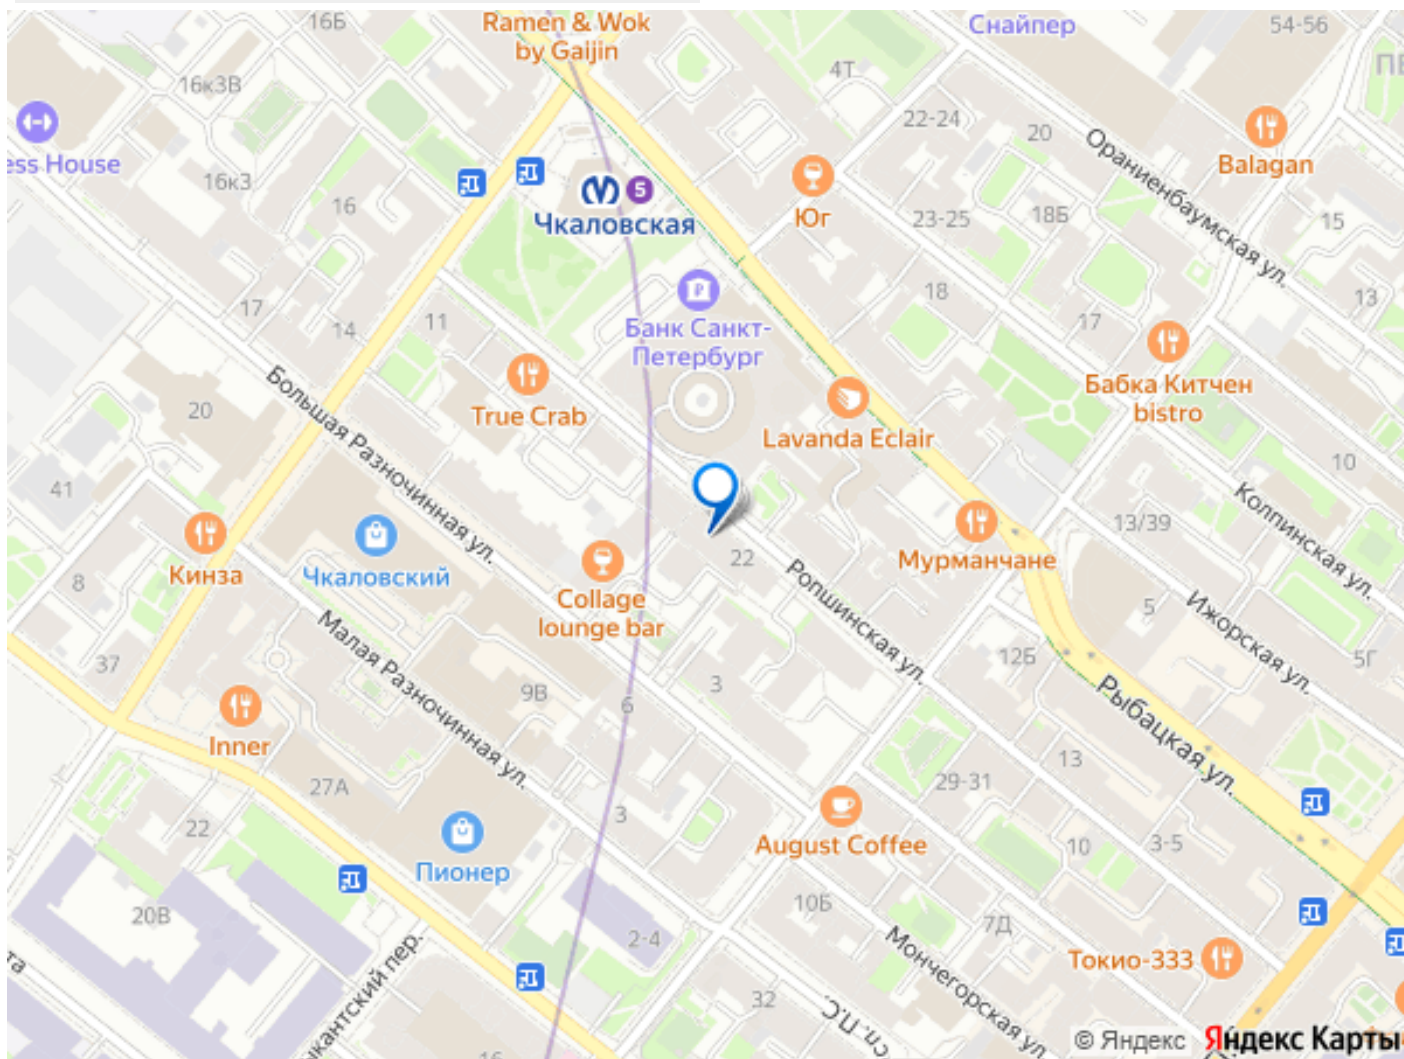 Ramen & Wok
by Gaijin
16Б
Снайпер
54-56
4Т
16к3В
22-24
20
Ораниенбаумская ул.
Balagan
ess House
16к3
16
5
Чкаловская
Юг
23-25
18Б
15
17
14
11
Банк Санкт-
Петербург
18
17
13
Бабка Китчен
bistro
True Crab
Lavanda Eclair
20
Большая Разночинная ул.
41
10
Колпинская ул.
13/39
Мурманчане
Кинза
Чкаловский
8
22
Ропшинская ул.
Collage
lounge bar
Ижорская ул.
5
5Г
12Б
37
Малая Разночинная ул.
9В
6
3
Рыбацкая ул.
Inner
27А
29-31
13
22
3
August Coffee
10
3-5
Пионер
20В
10Б
7Д
2-4
Мончегорская ул.
Токио-333
32
16
© Яндекс
Яндекс Карты